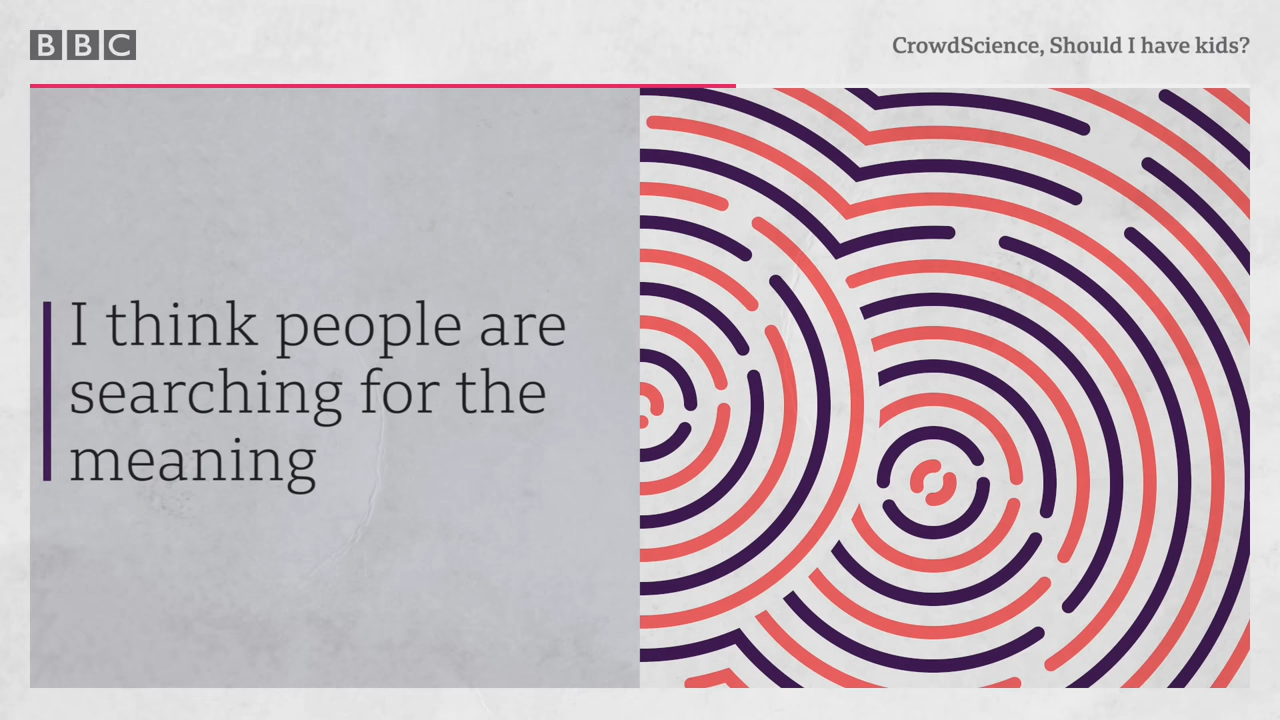 BBC
CrowdScience, Should I have kids?
I think people are
searching for the
meaning